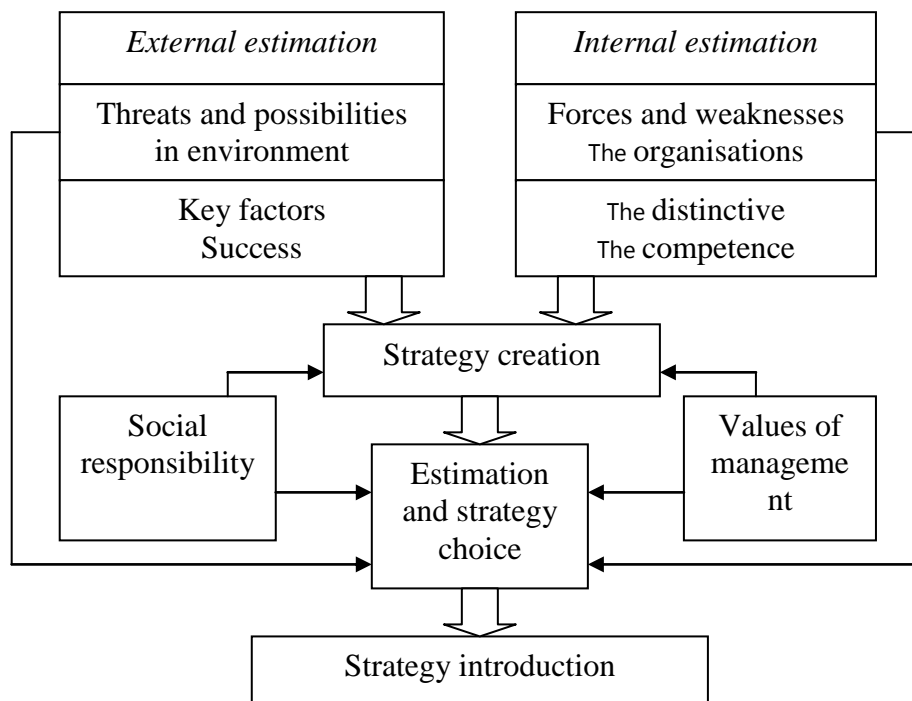 External estimation
Threats and possibilities
in environment
Key factors
Success
Internal estimation
Forces and weaknesses
The organisations
The distinctive
The competence
Strategy creation
Social
responsibility
Values of
manageme
nt
Estimation
and strategy
choice
Strategy introduction